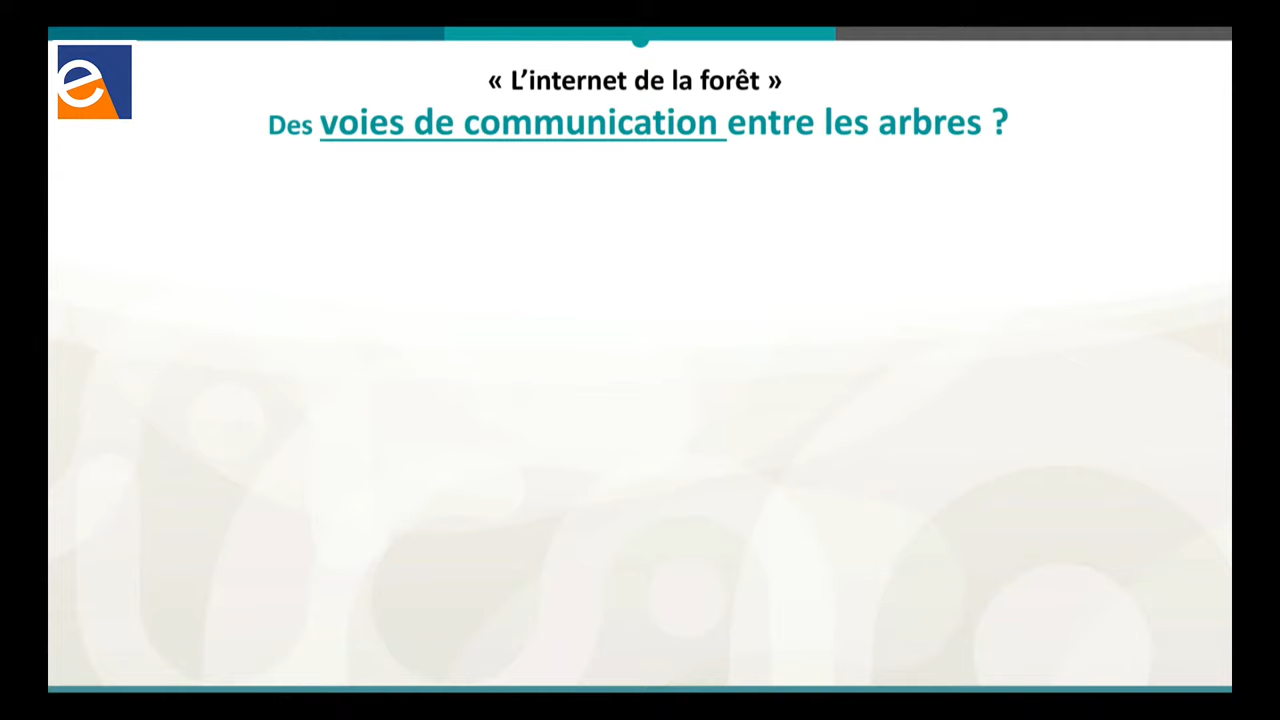 « L’internet de la forêt »
Des voies de communication entre les arbres ?